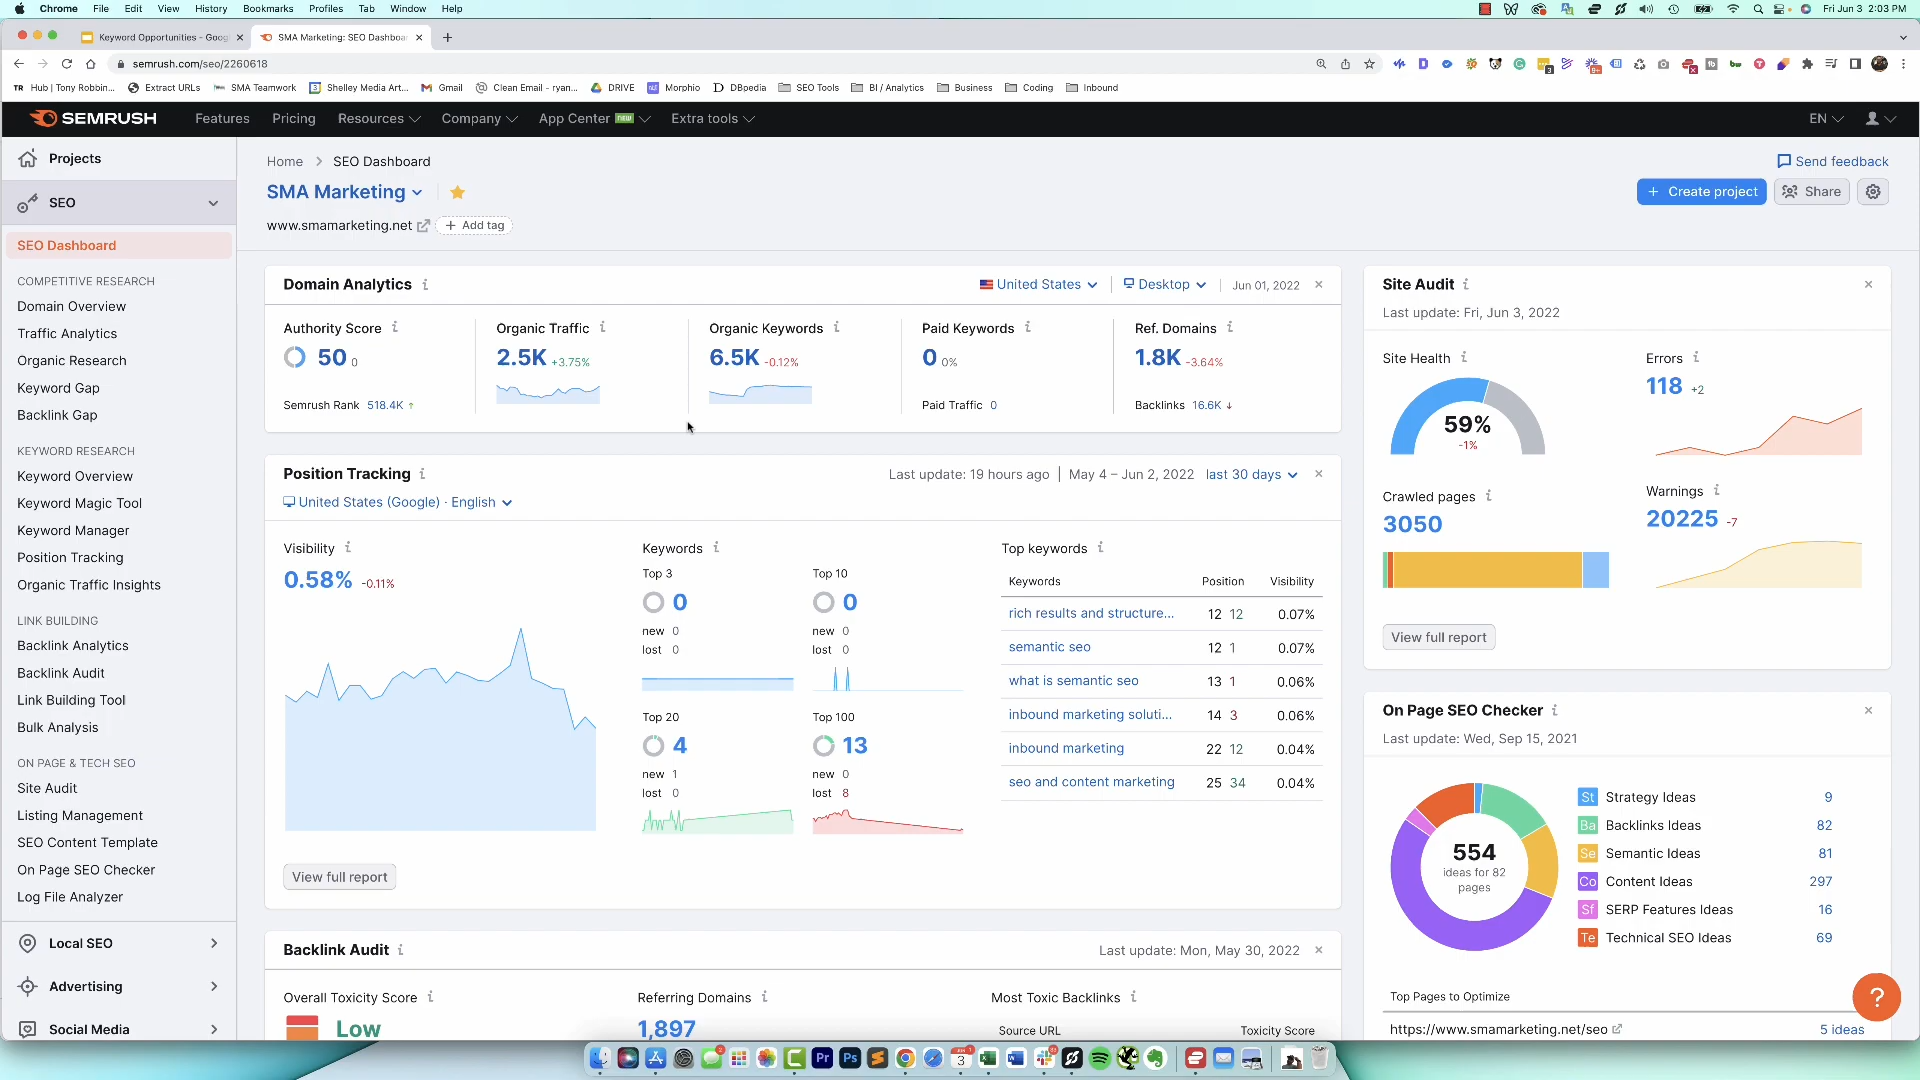 Chrome File Edit View History Bookmarks Profiles Tab Window Help Fri Jun 3 2:03 PM
Keyword Opportunities - Goog
SMA Marketing: SEO Dashboar
semrush.com/seo/2260618
Hub | Tony Robbin... Extract URLs SMA Teamwork Shelley Media Art... Gmail Clean Email - ryan... DRIVE Morphio DBpedia SEO Tools BI / Analytics Business Coding Inbound
SEMRUSH Features Pricing Resources Company App Center NEW Extra tools EN
Projects
SEO
SEO Dashboard
COMPETITIVE RESEARCH
Domain Overview
Traffic Analytics
Organic Research
Keyword Gap
Backlink Gap
KEYWORD RESEARCH
Keyword Overview
Keyword Magic Tool
Keyword Manager
Position Tracking
Organic Traffic Insights
LINK BUILDING
Backlink Analytics
Backlink Audit
Link Building Tool
Bulk Analysis
ON PAGE & TECH SEO
Site Audit
Listing Management
SEO Content Template
On Page SEO Checker
Log File Analyzer
Local SEO
Advertising
Social Media
Home > SEO Dashboard
Send feedback
SMA Marketing
+ Create project Share
www.smamarketing.net + Add tag
Domain Analytics United States Desktop Jun 01, 2022
Authority Score Organic Traffic Organic Keywords Paid Keywords Ref. Domains
50 0 2.5K +3.75% 6.5K -0.12% 0 0% 1.8K -3.64%
Semrush Rank 518.4K ↑ Paid Traffic 0 Backlinks 16.6K ↓
Position Tracking Last update: 19 hours ago | May 4 – Jun 2, 2022 last 30 days
United States (Google) · English
Visibility
0.58% -0.11%
Keywords
Top 3 Top 10
0 0
new 0 new 0
lost 0 lost 0
Top 20 Top 100
4 13
new 1 new 0
lost 0 lost 8
Top keywords
Keywords Position Visibility
rich results and structure... 12 12 0.07%
semantic seo 12 1 0.07%
what is semantic seo 13 1 0.06%
inbound marketing soluti... 14 3 0.06%
inbound marketing 22 12 0.04%
seo and content marketing 25 34 0.04%
View full report
Backlink Audit Last update: Mon, May 30, 2022
Overall Toxicity Score Referring Domains Most Toxic Backlinks
Low 1,897 Source URL Toxicity Score
Site Audit
Last update: Fri, Jun 3, 2022
Site Health Errors
59% 118 +2
-1%
Crawled pages Warnings
3050 20225 -7
View full report
On Page SEO Checker
Last update: Wed, Sep 15, 2021
554
ideas for 82
pages
St Strategy Ideas 9
Ba Backlinks Ideas 82
Se Semantic Ideas 81
Co Content Ideas 297
Sf SERP Features Ideas 16
Te Technical SEO Ideas 69
Top Pages to Optimize
https://www.smamarketing.net/seo 5 ideas
?
Pr Ps